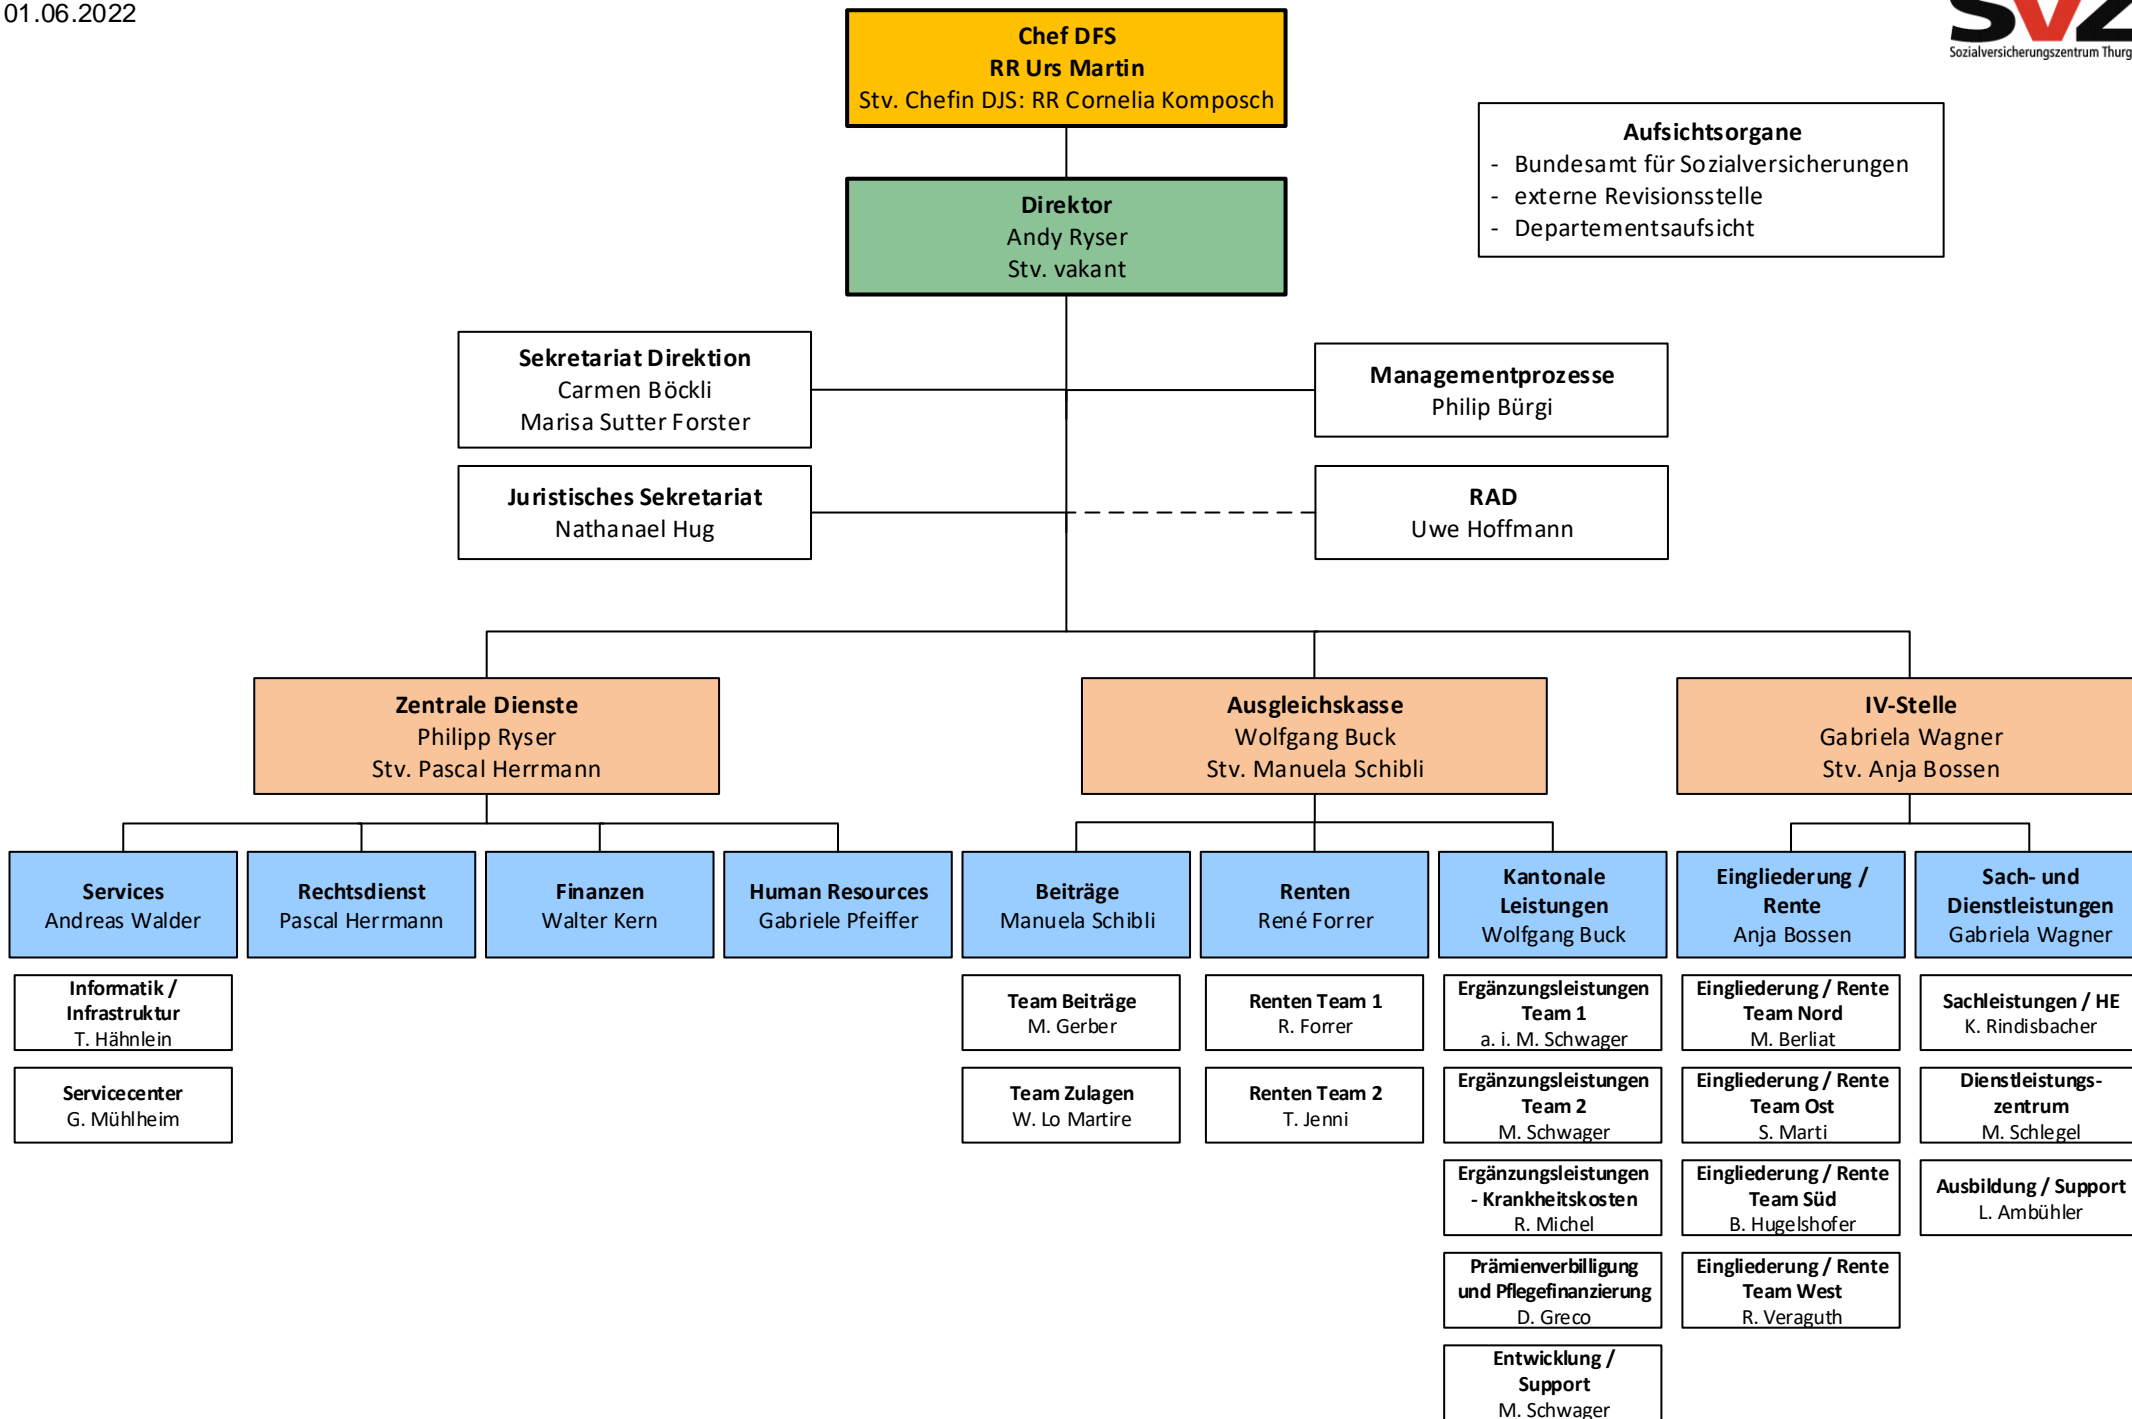 01.06.2022
SVZ
Sozialversicherungszentrum Thurg
Chef DFS
RR Urs Martin
Stv. Chefin DJS: RR Cornelia Komposch
Aufsichtsorgane
- Bundesamt für Sozialversicherungen
- externe Revisionsstelle
- Departementsaufsicht
Direktor
Andy Ryser
Stv. vakant
Sekretariat Direktion
Carmen Böckli
Marisa Sutter Forster
Managementprozesse
Philip Bürgi
Juristisches Sekretariat
Nathanael Hug
RAD
Uwe Hoffmann
Zentrale Dienste
Philipp Ryser
Stv. Pascal Herrmann
Ausgleichskasse
Wolfgang Buck
Stv. Manuela Schibli
IV-Stelle
Gabriela Wagner
Stv. Anja Bossen
Services
Andreas Walder
Rechtsdienst
Pascal Herrmann
Finanzen
Walter Kern
Human Resources
Gabriele Pfeiffer
Beiträge
Manuela Schibli
Renten
René Forrer
Kantonale
Leistungen
Wolfgang Buck
Eingliederung /
Rente
Anja Bossen
Sach- und
Dienstleistungen
Gabriela Wagner
Informatik /
Infrastruktur
T. Hähnlein
Servicecenter
G. Mühlheim
Team Beiträge
M. Gerber
Team Zulagen
W. Lo Martire
Renten Team 1
R. Forrer
Renten Team 2
T. Jenni
Ergänzungsleistungen
Team 1
a. i. M. Schwager
Ergänzungsleistungen
Team 2
M. Schwager
Ergänzungsleistungen
- Krankheitskosten
R. Michel
Prämienverbilligung
und Pflegefinanzierung
D. Greco
Entwicklung /
Support
M. Schwager
Eingliederung / Rente
Team Nord
M. Berliat
Eingliederung / Rente
Team Ost
S. Marti
Eingliederung / Rente
Team Süd
B. Hugelshofer
Eingliederung / Rente
Team West
R. Veraguth
Sachleistungen / HE
K. Rindisbacher
Dienstleistungs-
zentrum
M. Schlegel
Ausbildung / Support
L. Ambühler